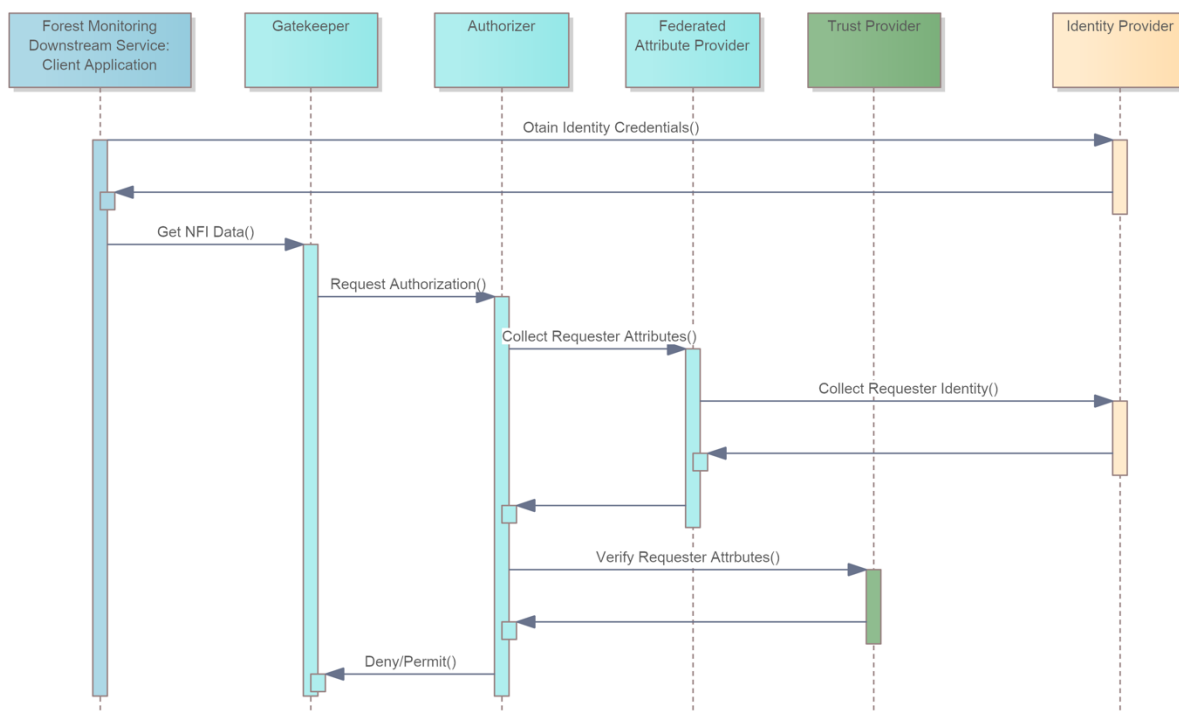 Forest Monitoring
Downstream Service:
Client Application
Gatekeeper
Authorizer
Federated
Attribute Provider
Trust Provider
Identity Provider
Otain Identity Credentials()
Get NFI Data()
Request Authorization()
Collect Requester Attributes()
Collect Requester Identity()
Verify Requester Attrbutes()
Deny/Permit()